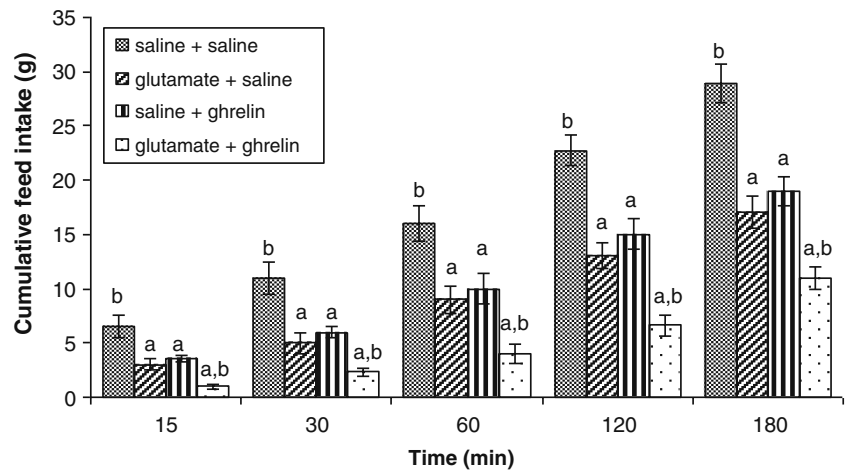 Cumulative feed intake (g)
35
30
25
20
15
10
5
0
saline + saline
glutamate + saline
saline + ghrelin
glutamate + ghrelin
b
a
a
a,b
b
a
a
a,b
b
a
a
a,b
b
a
a
a,b
b
a
a
a,b
15
30
60
120
180
Time (min)